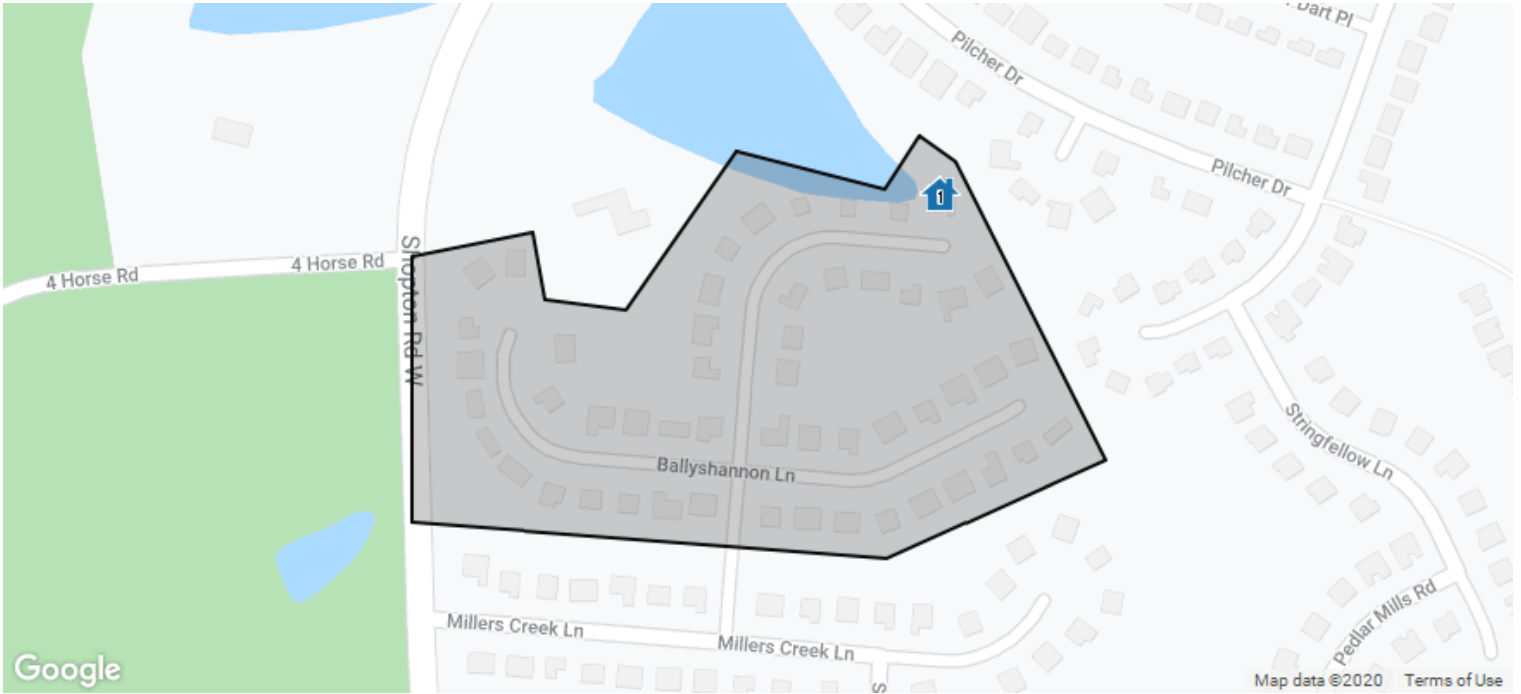 Dart Pl
Pilcher Dr
Pilcher Dr
1
4 Horse Rd
4 Horse Rd
Shopton Rd W
Ballyshannon Ln
Stringfellow Ln
Millers Creek Ln
Millers Creek Ln
Pedlar Mills Rd
S
Google
Map data ©2020
Terms of Use